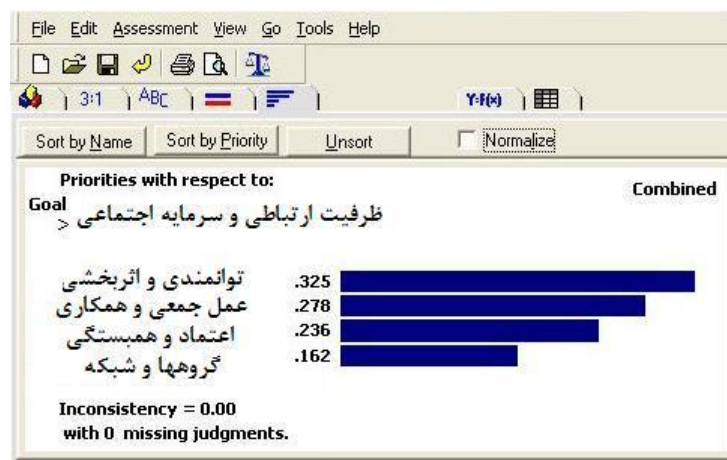 File Edit Assessment View Go Tools Help
3:1 ABC Y=F(x)
Sort by Name Sort by Priority Unsort Normalize
Priorities with respect to: Combined
Goal
> ظرفیت ارتباطی و سرمایه اجتماعی
توانمندی و اثربخشی .325
عمل جمعی و همکاری .278
اعتماد و همبستگی .236
گروهها و شبکه .162
Inconsistency = 0.00
with 0 missing judgments.